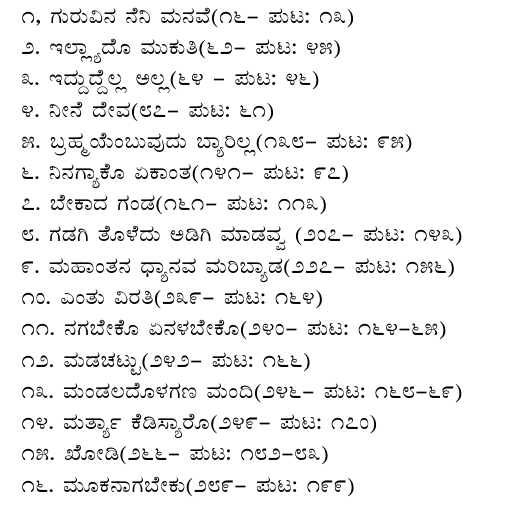 ೧, ಗುರುವಿನ ನೆನಿ ಮನವೆ(೧೬– ಪುಟ: ೧೩)
೨. ಇಲ್ಲ್ಯಾದೊ ಮುಕುತಿ(೬೨– ಪುಟ: ೪೫)
೩. ಇದ್ದುದ್ದೆಲ್ಲ ಅಲ್ಲ(೬೪ – ಪುಟ: ೪೬)
೪. ನೀನೆ ದೇವ(೮೭– ಪುಟ: ೬೧)
೫. ಬ್ರಹ್ಮಯೆಂಬುವುದು ಬ್ಯಾರಿಲ್ಲ(೧೩೮– ಪುಟ: ೯೫)
೬. ನಿನಗ್ಯಾಕೊ ಏಕಾಂತ(೧೪೧– ಪುಟ: ೯೭)
೭. ಬೇಕಾದ ಗಂಡ(೧೬೧– ಪುಟ: ೧೧೩)
೮. ಗಡಗಿ ತೊಳೆದು ಅಡಿಗಿ ಮಾಡವ್ವ (೨೦೭– ಪುಟ: ೧೪೩)
೯. ಮಹಾಂತನ ಧ್ಯಾನವ ಮರಿಬ್ಯಾಡ(೨೨೭– ಪುಟ: ೧೫೬)
೧೦. ಎಂತು ವಿರತಿ(೨೩೯– ಪುಟ: ೧೬೪)
೧೧. ನಗಬೇಕೊ ಏನಳಬೇಕೊ(೨೪೦– ಪುಟ: ೧೬೪–೬೫)
೧೨. ಮಡಚಟ್ಟು(೨೪೨– ಪುಟ: ೧೬೬)
೧೩. ಮಂಡಲದೊಳಗಣ ಮಂದಿ(೨೪೬– ಪುಟ: ೧೬೮–೬೯)
೧೪. ಮರ್ತ್ಯಾ ಕೆಡಿಸ್ಯಾರೊ(೨೪೯– ಪುಟ: ೧೭೦)
೧೫. ಖೋಡಿ(೨೬೬– ಪುಟ: ೧೮೨–೮೩)
೧೬. ಮೂಕನಾಗಬೇಕು(೨೮೯– ಪುಟ: ೧೯೯)